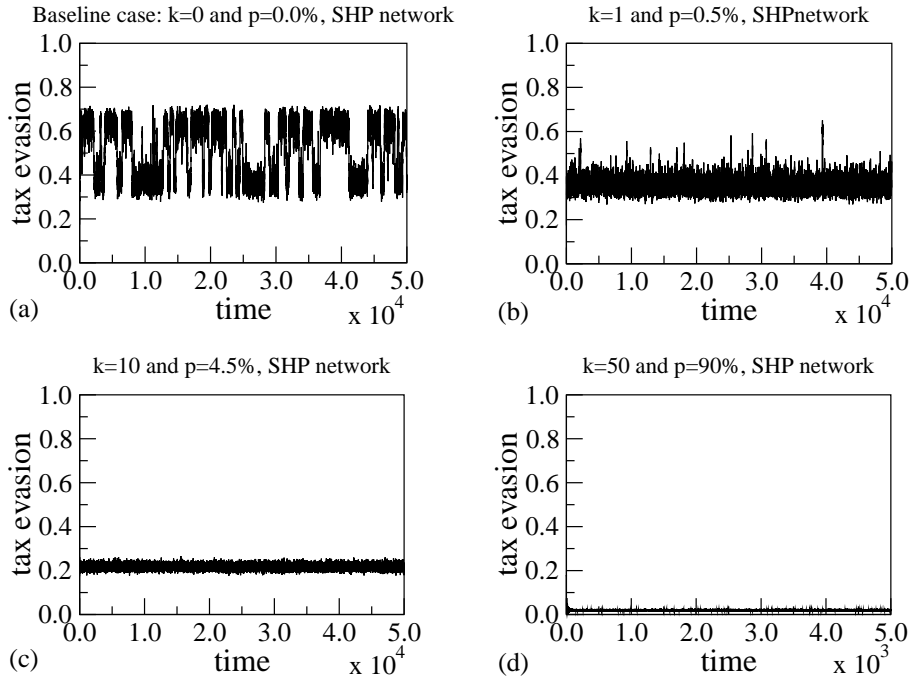 Baseline case: k=0 and p=0.0%, SHP network
k=1 and p=0.5%, SHPnetwork
tax evasion
1.0
0.8
0.6
0.4
0.2
0.0
0.0 1.0 2.0 3.0 4.0 5.0
time
x 10^4
(a)
tax evasion
1.0
0.8
0.6
0.4
0.2
0.0
0.0 1.0 2.0 3.0 4.0 5.0
time
x 10^4
(b)
k=10 and p=4.5%, SHP network
k=50 and p=90%, SHP network
tax evasion
1.0
0.8
0.6
0.4
0.2
0.0
0.0 1.0 2.0 3.0 4.0 5.0
time
x 10^4
(c)
tax evasion
1.0
0.8
0.6
0.4
0.2
0.0
0.0 1.0 2.0 3.0 4.0 5.0
time
x 10^3
(d)